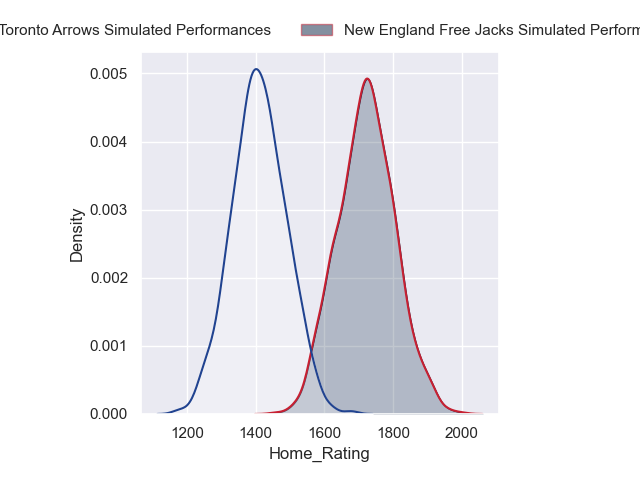 Toronto Arrows Simulated Performances
New England Free Jacks Simulated Perform
0.005
0.004
0.003
0.002
0.001
0.000
Density
1200 1400 1600 1800 2000
Home_Rating